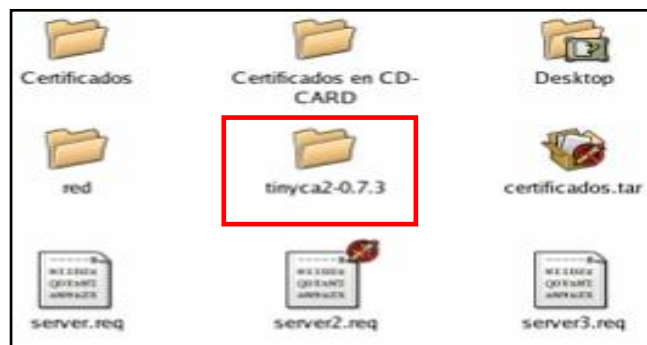 Certificados
Certificados en CD-
CARD
Desktop
red
tinyca2-0.7.3
certificados.tar
server.req
server2.req
server3.req